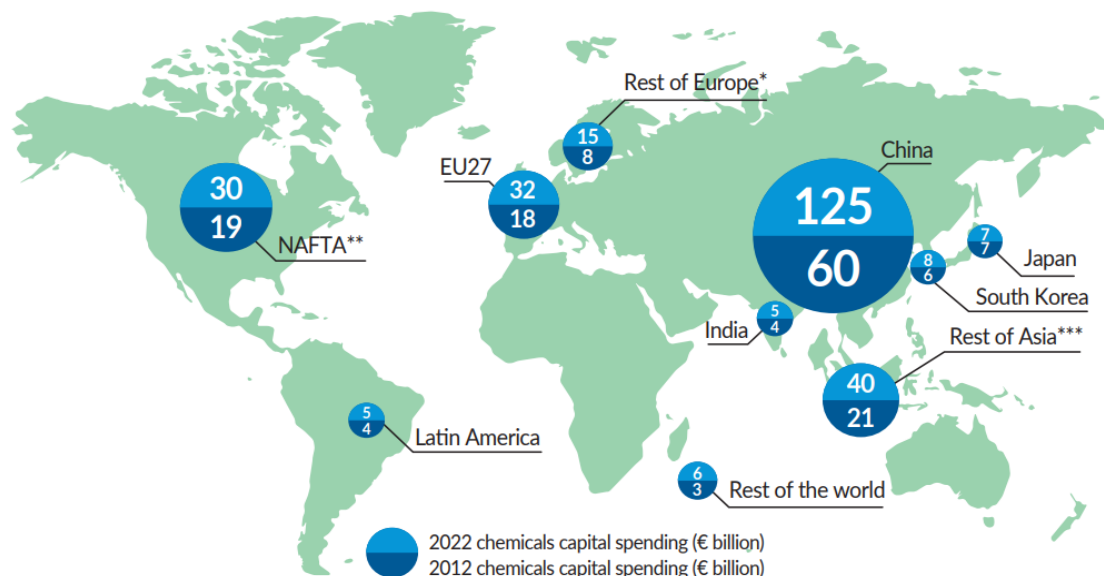 Rest of Europe*
15
8
China
EU27
32
18
30
19
NAFTA**
125
60
7
7
Japan
8
6
South Korea
5
4
India
Rest of Asia***
40
21
5
4
Latin America
6
3
Rest of the world
2022 chemicals capital spending (€ billion)
2012 chemicals capital spending (€ billion)